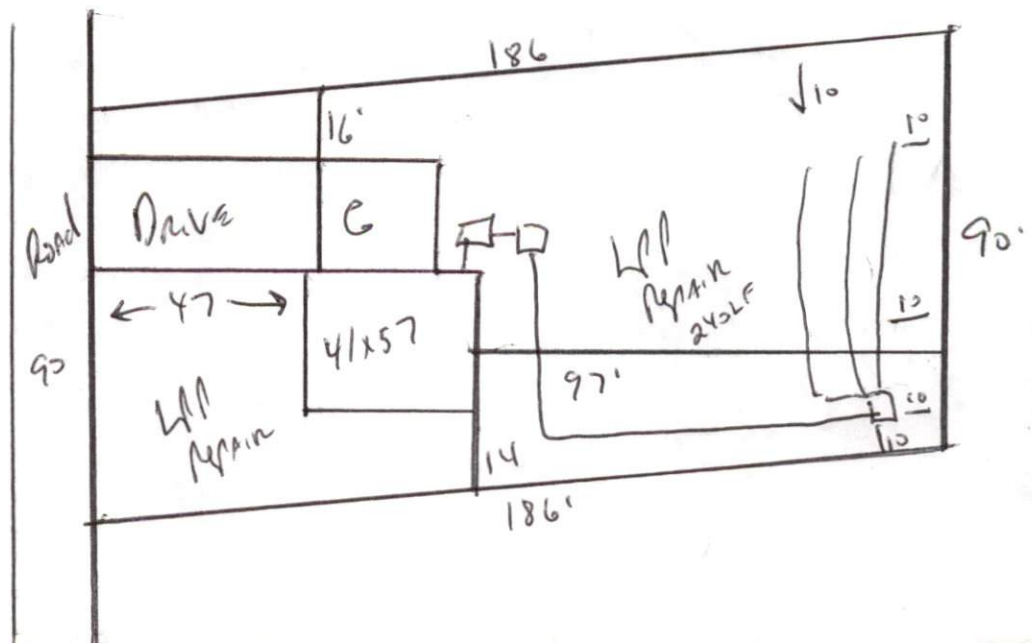 186
16'
↓10
10
Road
DRIVE
G
LPP
REPAIR
240LF
90'
← 47 →
41x57
10
90
97'
LPP
REPAIR
10
10
14
186'